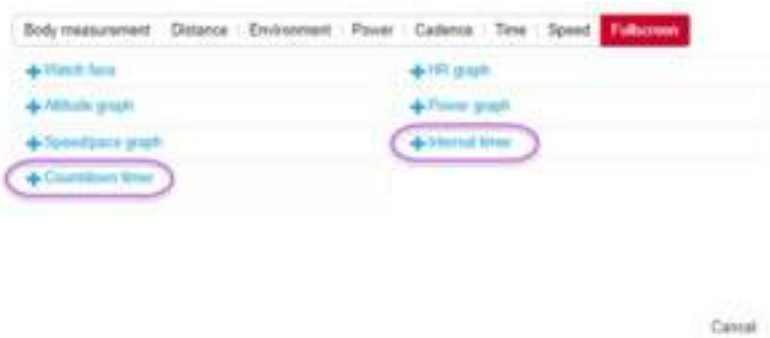 Body measurement Distance Environment Power Cadence Time Speed Fullscreen
Watch face HR graph
Altitude graph Power graph
Speed/pace graph timer
Countdown timer
Cancel